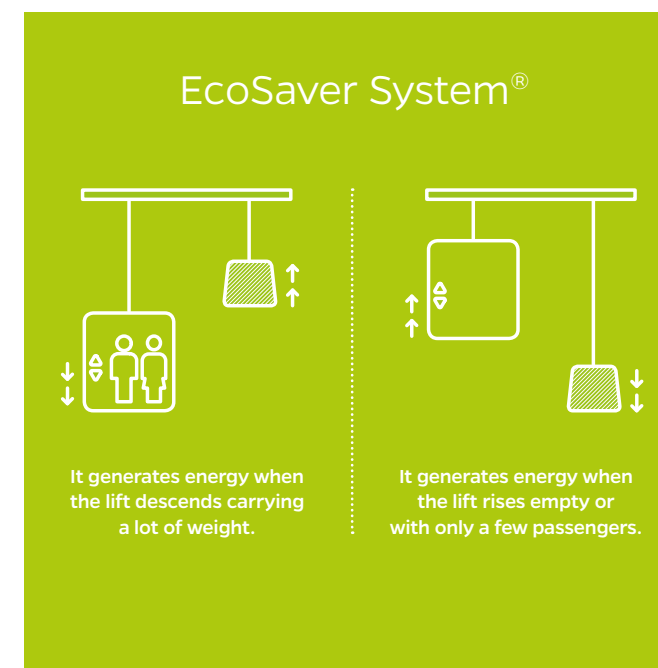 EcoSaver System®
It generates energy when
the lift descends carrying
a lot of weight.
It generates energy when
the lift rises empty or
with only a few passengers.